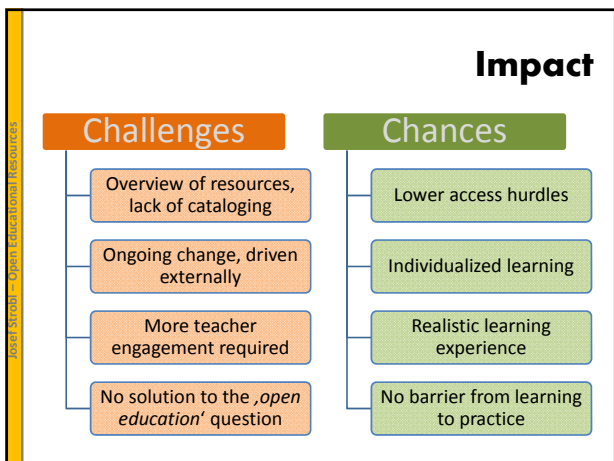 Impact
Challenges
Overview of resources,
lack of cataloging
Ongoing change, driven
externally
More teacher
engagement required
No solution to the ‚open
education‘ question
Chances
Lower access hurdles
Individualized learning
Realistic learning
experience
No barrier from learning
to practice
Josef Strobl – Open Educational Resources